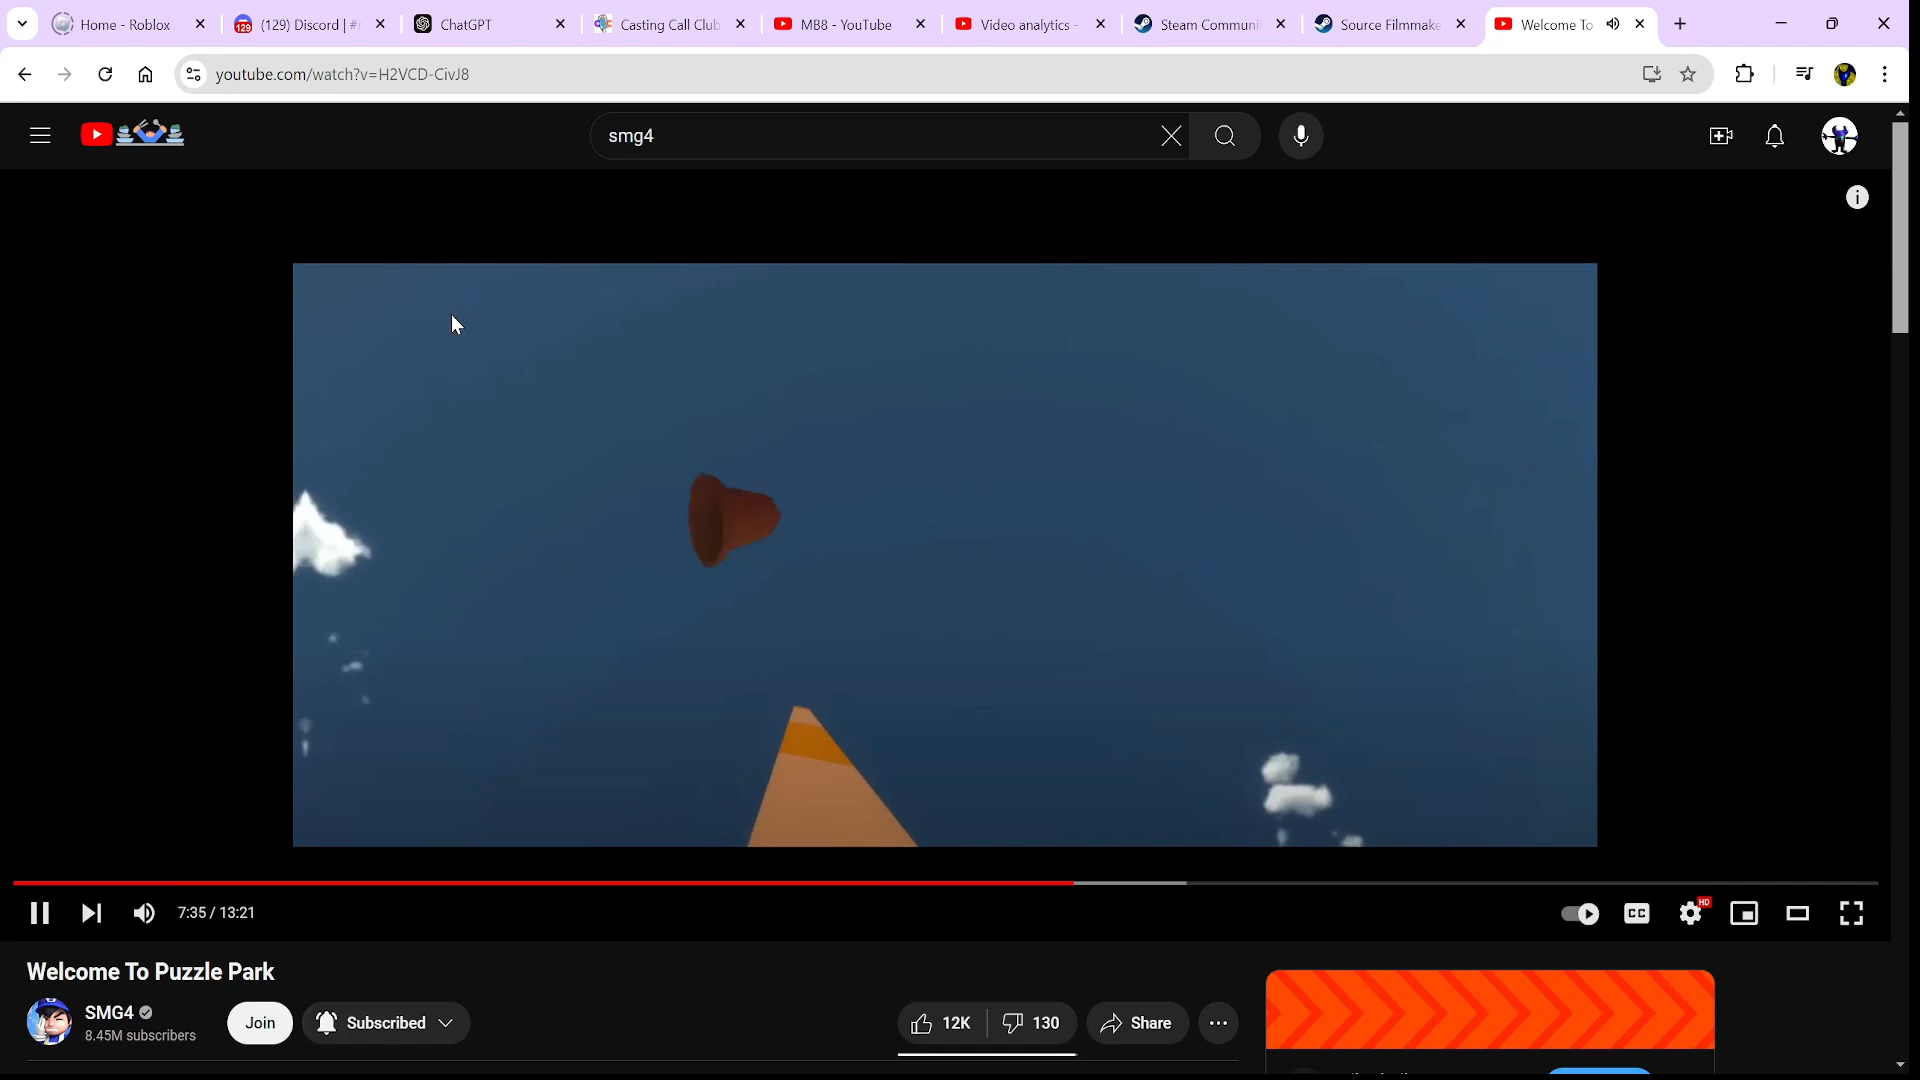 Home - Roblox
(129) Discord | #
ChatGPT
Casting Call Club
MB8 - YouTube
Video analytics -
Steam Communi
Source Filmmake
Welcome To
youtube.com/watch?v=H2VCD-CivJ8
smg4
7:35 / 13:21
CC
HD
Welcome To Puzzle Park
SMG4
8.45M subscribers
Join
Subscribed
12K
130
Share